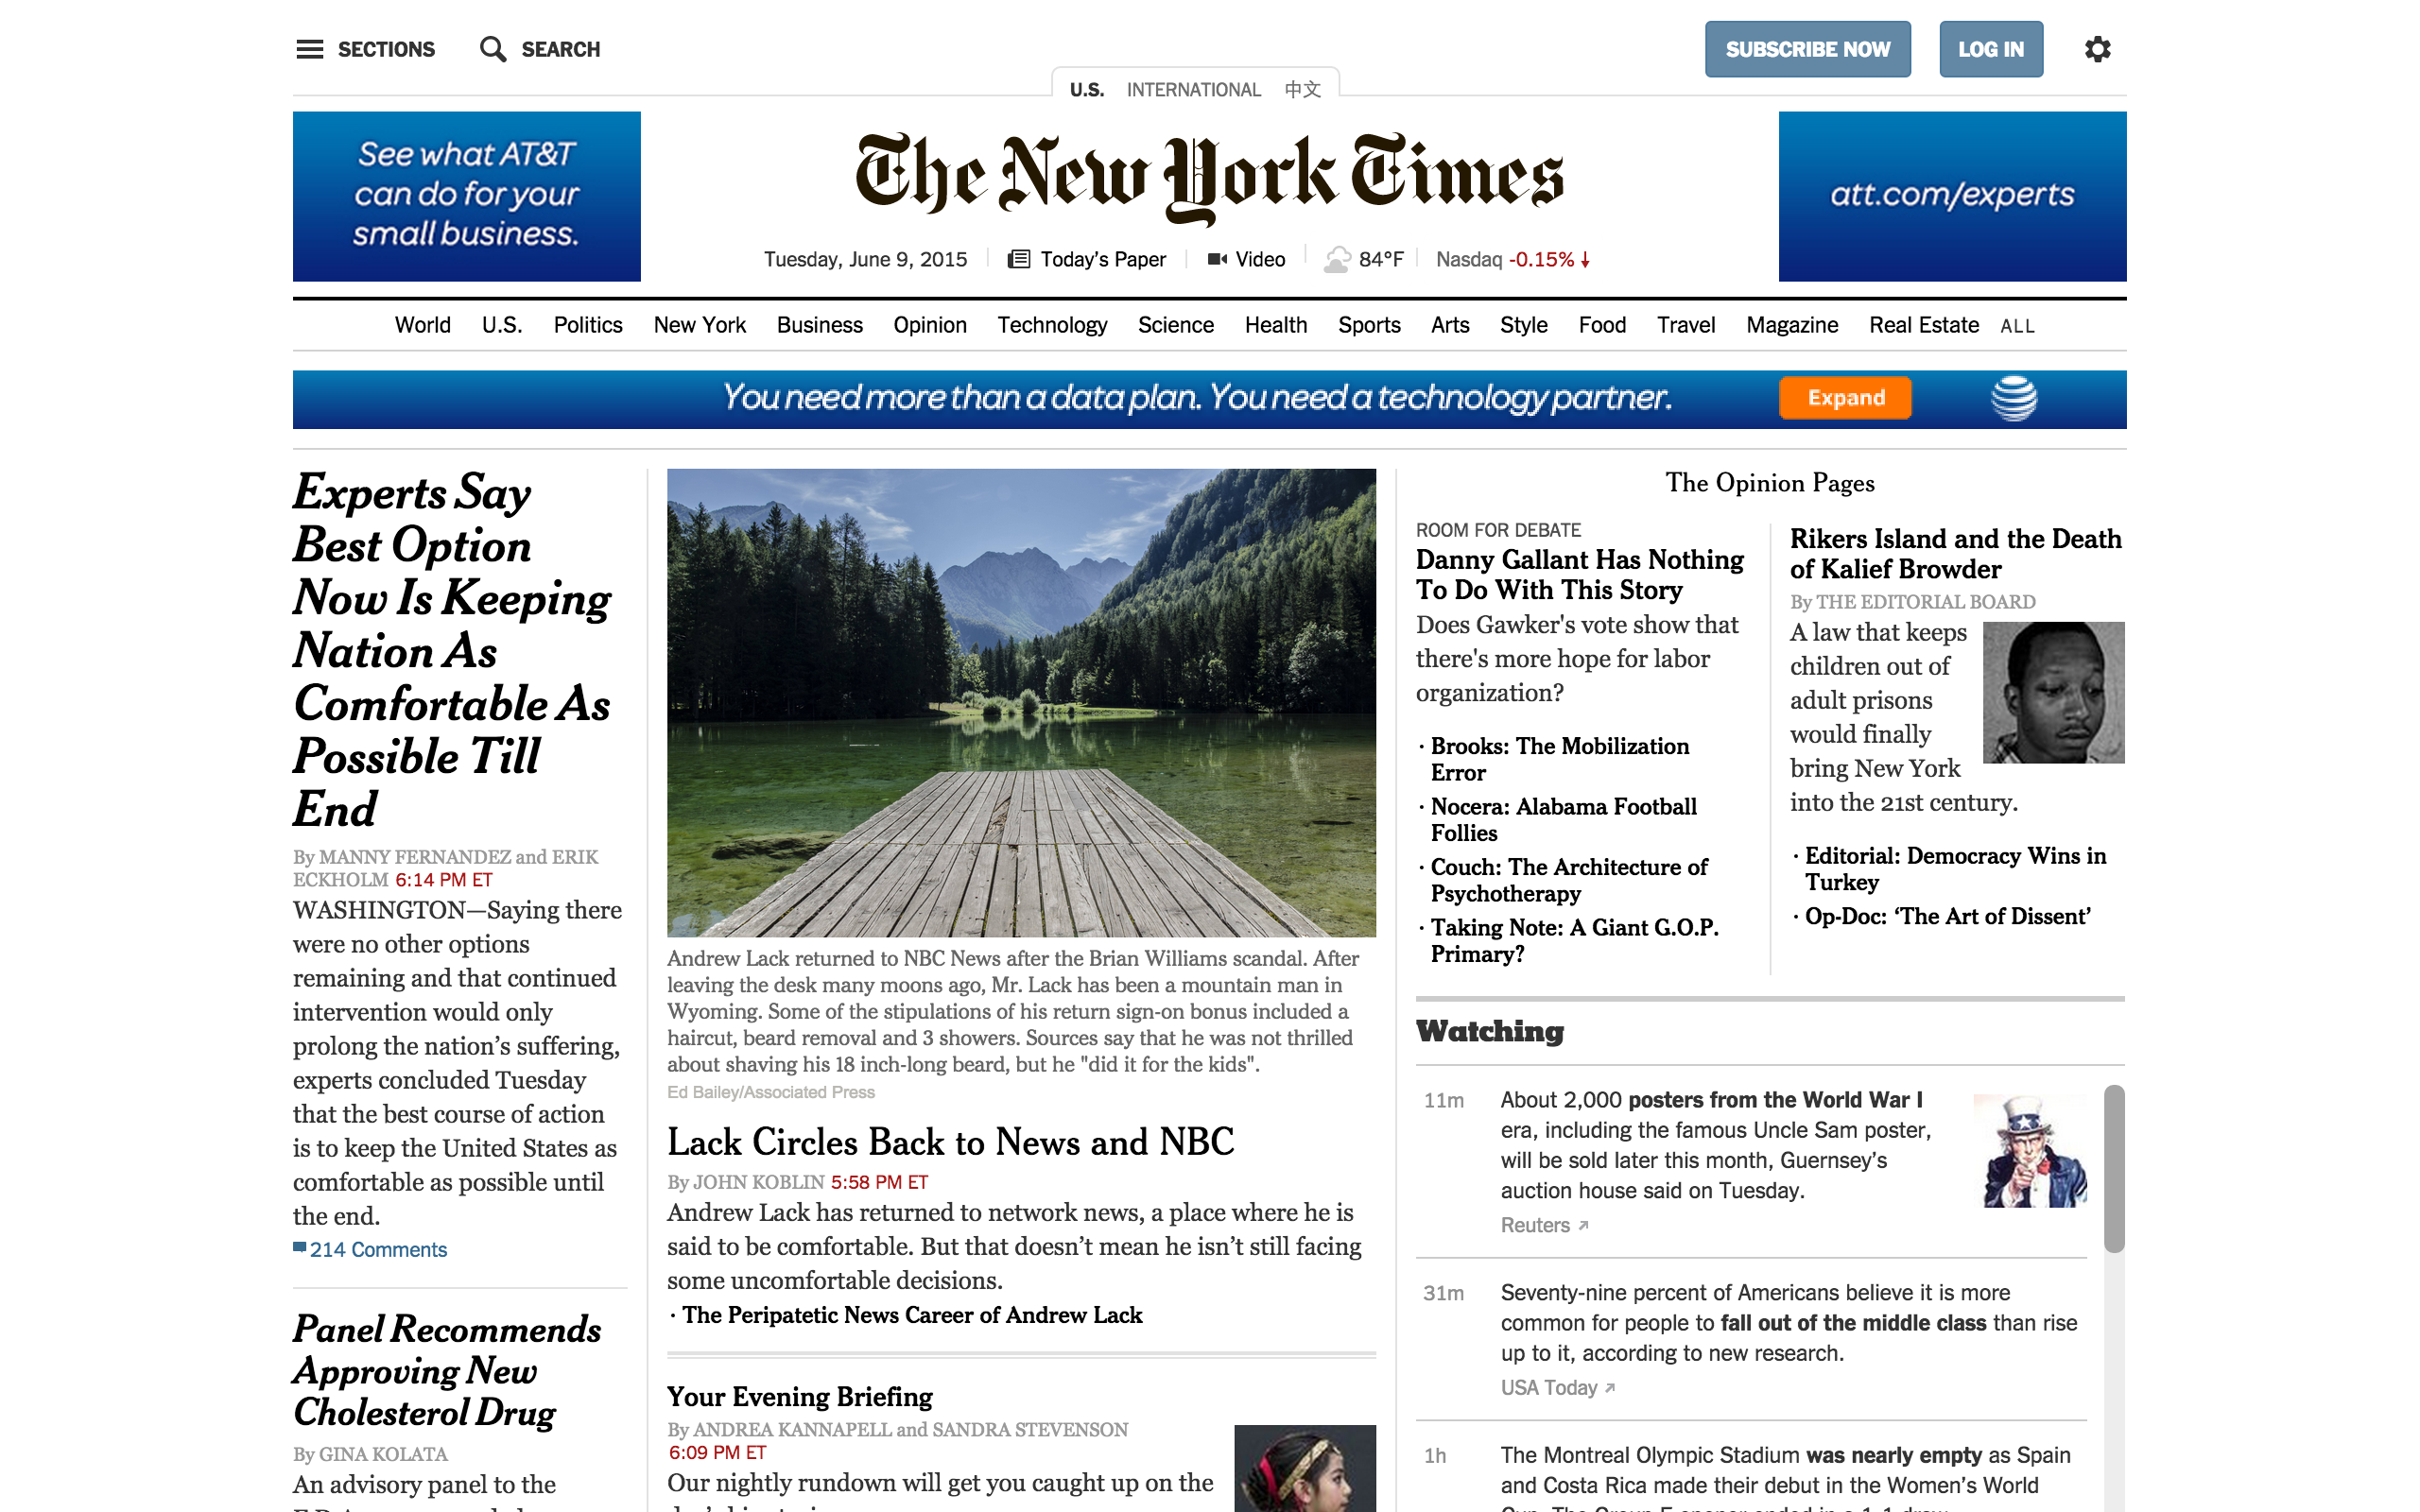 SECTIONS
SEARCH
SUBSCRIBE NOW
LOG IN
U.S. INTERNATIONAL 中文
See what AT&T
can do for your
small business.
The New York Times
att.com/experts
Tuesday, June 9, 2015
Today’s Paper
Video
84°F
Nasdaq -0.15%↓
World U.S. Politics New York Business Opinion Technology Science Health Sports Arts Style Food Travel Magazine Real Estate ALL
You need more than a data plan. You need a technology partner.
Expand
Experts Say
Best Option
Now Is Keeping
Nation As
Comfortable As
Possible Till
End
By MANNY FERNANDEZ and ERIK
ECKHOLM 6:14 PM ET
WASHINGTON—Saying there
were no other options
remaining and that continued
intervention would only
prolong the nation’s suffering,
experts concluded Tuesday
that the best course of action
is to keep the United States as
comfortable as possible until
the end.
214 Comments
Panel Recommends
Approving New
Cholesterol Drug
By GINA KOLATA
An advisory panel to the
Andrew Lack returned to NBC News after the Brian Williams scandal. After
leaving the desk many moons ago, Mr. Lack has been a mountain man in
Wyoming. Some of the stipulations of his return sign-on bonus included a
haircut, beard removal and 3 showers. Sources say that he was not thrilled
about shaving his 18 inch-long beard, but he "did it for the kids".
Ed Bailey/Associated Press
Lack Circles Back to News and NBC
By JOHN KOBLIN 5:58 PM ET
Andrew Lack has returned to network news, a place where he is
said to be comfortable. But that doesn’t mean he isn’t still facing
some uncomfortable decisions.
· The Peripatetic News Career of Andrew Lack
Your Evening Briefing
By ANDREA KANNAPELL and SANDRA STEVENSON
6:09 PM ET
Our nightly rundown will get you caught up on the
The Opinion Pages
ROOM FOR DEBATE
Danny Gallant Has Nothing
To Do With This Story
Does Gawker's vote show that
there's more hope for labor
organization?
· Brooks: The Mobilization
Error
· Nocera: Alabama Football
Follies
· Couch: The Architecture of
Psychotherapy
· Taking Note: A Giant G.O.P.
Primary?
Rikers Island and the Death
of Kalief Browder
By THE EDITORIAL BOARD
A law that keeps
children out of
adult prisons
would finally
bring New York
into the 21st century.
· Editorial: Democracy Wins in
Turkey
· Op-Doc: ‘The Art of Dissent’
Watching
11m
About 2,000 posters from the World War I
era, including the famous Uncle Sam poster,
will be sold later this month, Guernsey’s
auction house said on Tuesday.
Reuters
31m
Seventy-nine percent of Americans believe it is more
common for people to fall out of the middle class than rise
up to it, according to new research.
USA Today
1h
The Montreal Olympic Stadium was nearly empty as Spain
and Costa Rica made their debut in the Women’s World